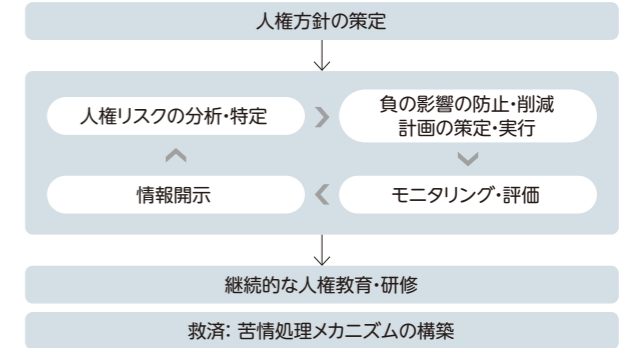 人権方針の策定
人権リスクの分析・特定
負の影響の防止・削減
計画の策定・実行
情報開示
モニタリング・評価
継続的な人権教育・研修
救済: 苦情処理メカニズムの構築